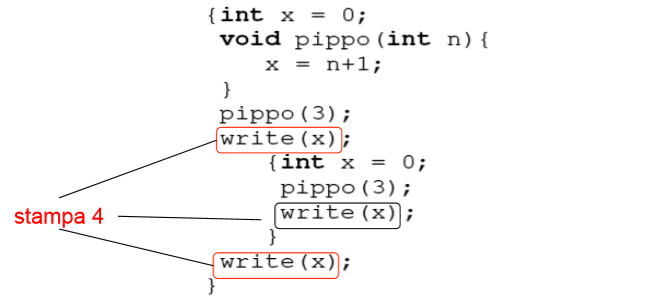 {int x = 0;
void pippo(int n){
x = n+1;
}
pippo(3);
write(x);
{int x = 0;
pippo(3);
write(x);
}
write(x);
}
stampa 4